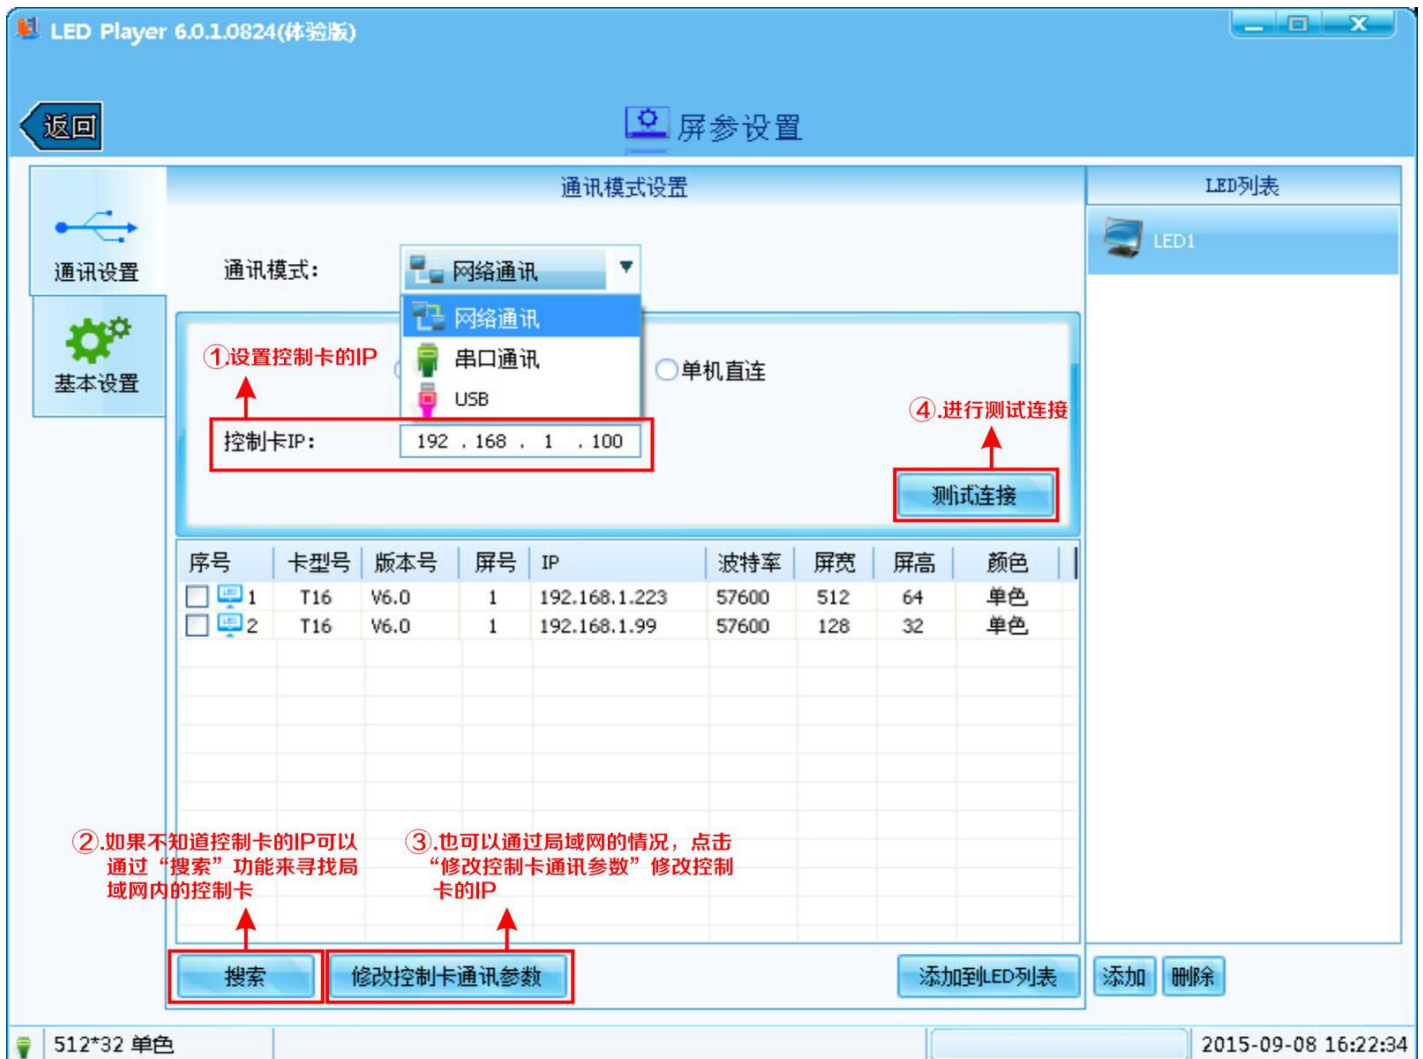 LED Player 6.0.1.0824(体验版)
返回
屏参设置
通讯模式设置
LED列表
LED1
通讯设置
基本设置
通讯模式：
网络通讯
网络通讯
串口通讯
USB
①.设置控制卡的IP
单机直连
④.进行测试连接
控制卡IP：
192 . 168 . 1 . 100
测试连接
序号 卡型号 版本号 屏号 IP 波特率 屏宽 屏高 颜色
1 T16 V6.0 1 192.168.1.223 57600 512 64 单色
2 T16 V6.0 1 192.168.1.99 57600 128 32 单色
②.如果不知道控制卡的IP可以
通过“搜索”功能来寻找局
域网内的控制卡
③.也可以通过局域网的情况，点击
“修改控制卡通讯参数”修改控制
卡的IP
搜索
修改控制卡通讯参数
添加到LED列表
添加
删除
512*32 单色
2015-09-08 16:22:34